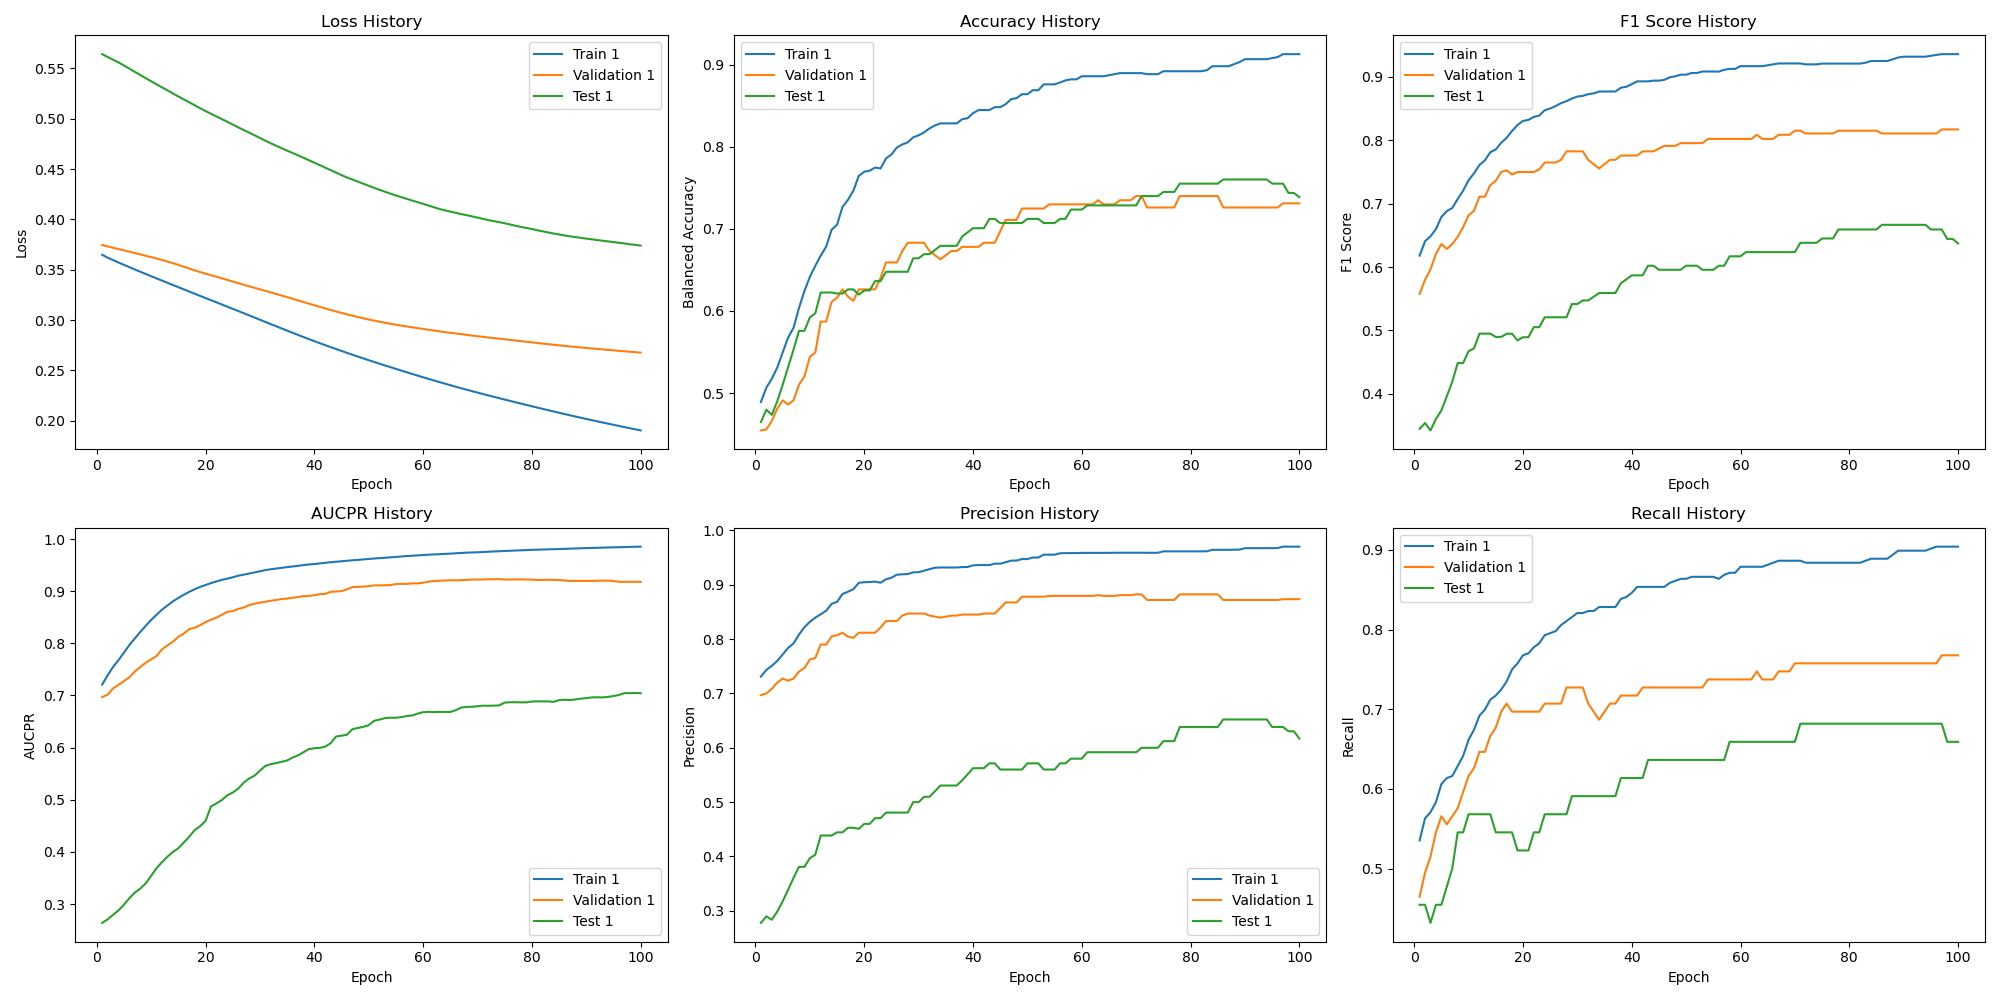 Loss History
Loss
0.55
0.50
0.45
0.40
0.35
0.30
0.25
0.20
Train 1
Validation 1
Test 1
0 20 40 60 80 100
Epoch
Accuracy History
Balanced Accuracy
0.9
0.8
0.7
0.6
0.5
Train 1
Validation 1
Test 1
0 20 40 60 80 100
Epoch
F1 Score History
F1 Score
0.9
0.8
0.7
0.6
0.5
0.4
Train 1
Validation 1
Test 1
0 20 40 60 80 100
Epoch
AUCPR History
AUCPR
1.0
0.9
0.8
0.7
0.6
0.5
0.4
0.3
Train 1
Validation 1
Test 1
0 20 40 60 80 100
Epoch
Precision History
Precision
1.0
0.9
0.8
0.7
0.6
0.5
0.4
0.3
Train 1
Validation 1
Test 1
0 20 40 60 80 100
Epoch
Recall History
Recall
0.9
0.8
0.7
0.6
0.5
Train 1
Validation 1
Test 1
0 20 40 60 80 100
Epoch